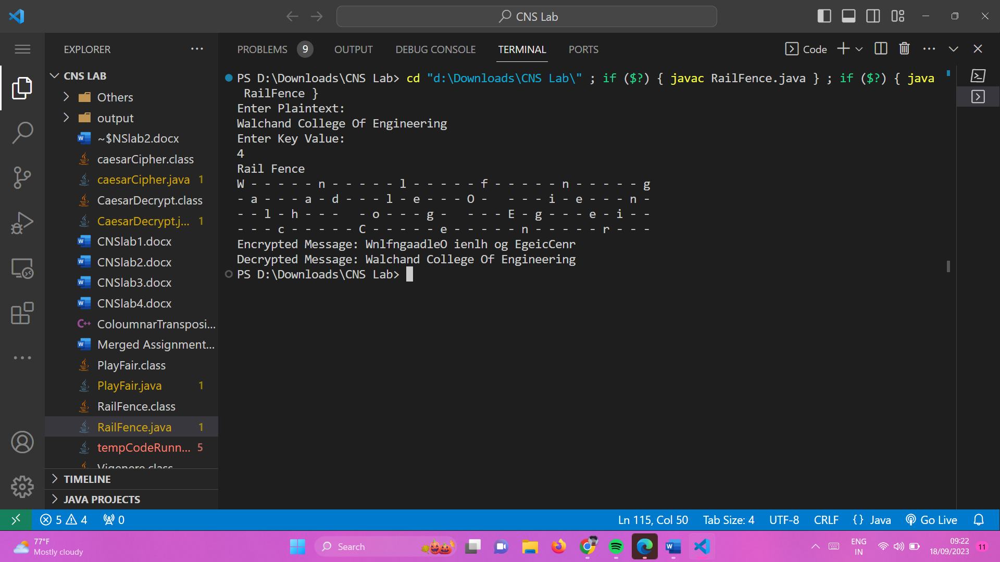 CNS Lab
EXPLORER
PROBLEMS 9 OUTPUT DEBUG CONSOLE TERMINAL PORTS
Code
CNS LAB
Others
output
~$NSlab2.docx
caesarCipher.class
caesarCipher.java 1
CaesarDecrypt.class
CaesarDecrypt.j... 1
CNSlab1.docx
CNSlab2.docx
CNSlab3.docx
CNSlab4.docx
ColoumnarTransposi...
Merged Assignment...
PlayFair.class
PlayFair.java 1
RailFence.class
RailFence.java 1
tempCodeRunn... 5
Vigenere.class
TIMELINE
JAVA PROJECTS
PS D:\Downloads\CNS Lab> cd "d:\Downloads\CNS Lab\" ; if ($?) { javac RailFence.java } ; if ($?) { java
RailFence }
Enter Plaintext:
Walchand College Of Engineering
Enter Key Value:
4
Rail Fence
W - - - - - n - - - - - l - - - - - f - - - - - n - - - - - g
- a - - - a - d - - - l - e - - - O -   - - - i - e - - - n -
- - l - h - - -   - o - - - g -   - - - E - g - - - e - i - -
- - - c - - - - - C - - - - - e - - - - - n - - - - - r - - -
Encrypted Message: WnlfngaadleO ienlh og EgeicCenr
Decrypted Message: Walchand College Of Engineering
PS D:\Downloads\CNS Lab>
5 4 0
Ln 115, Col 50 Tab Size: 4 UTF-8 CRLF {} Java Go Live
77°F
Mostly cloudy
Search
ENG
IN
09:22
18/09/2023
11